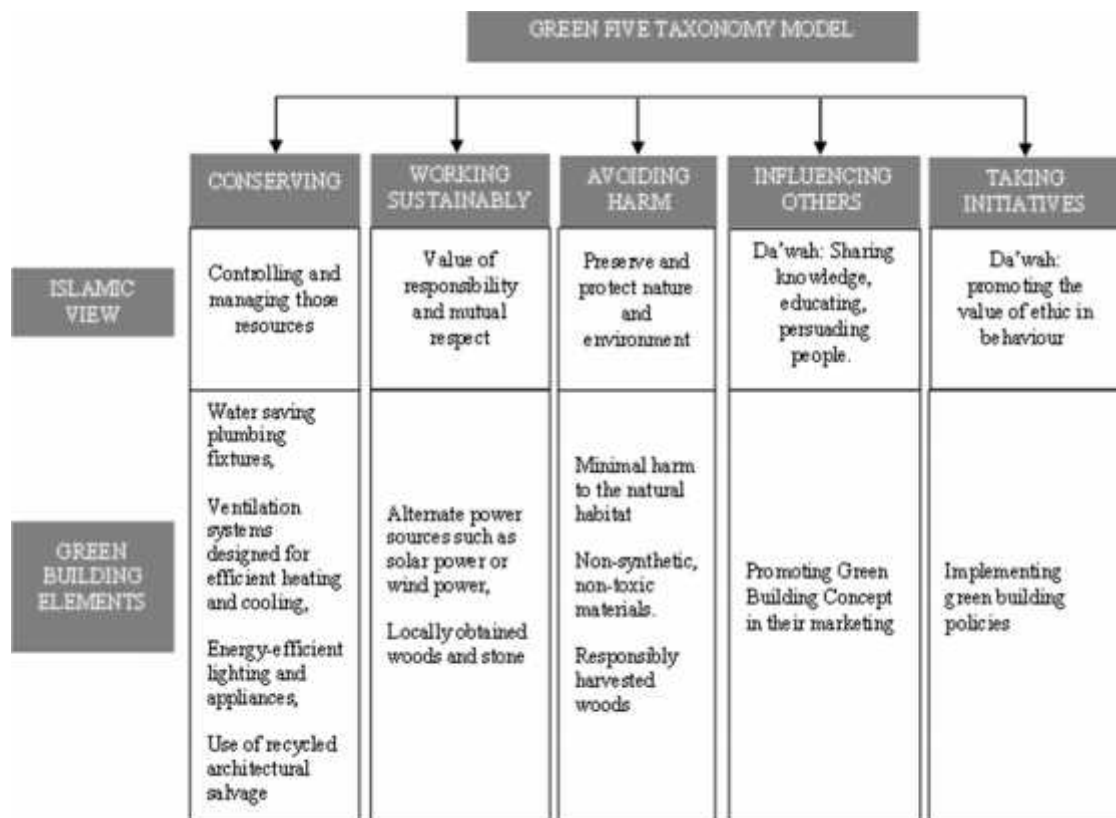 GREEN FIVE TAXONOMY MODEL
CONSERVING
WORKING
SUSTAINABLY
AVOIDING
HARM
INFLUENCING
OTHERS
TAKING
INITIATIVES
ISLAMIC
VIEW
Controlling and
managing those
resources
Value of
responsibility
and mutual
respect
Preserve and
protect nature
and
environment
Da'wah: Sharing
knowledge,
educating,
persuading
people.
Da'wah:
promoting the
value of ethic in
behaviour
GREEN
BUILDING
ELEMENTS
Water saving
plumbing
fixtures,
Ventilation
systems
designed for
efficient heating
and cooling,
Energy-efficient
lighting and
appliances,
Use of recycled
architectural
salvage
Alternate power
sources such as
solar power or
wind power,
Locally obtained
woods and stone
Minimal harm
to the natural
habitat
Non-synthetic,
non-toxic
materials.
Responsibly
harvested
woods
Promoting Green
Building Concept
in their marketing
Implementing
green building
policies